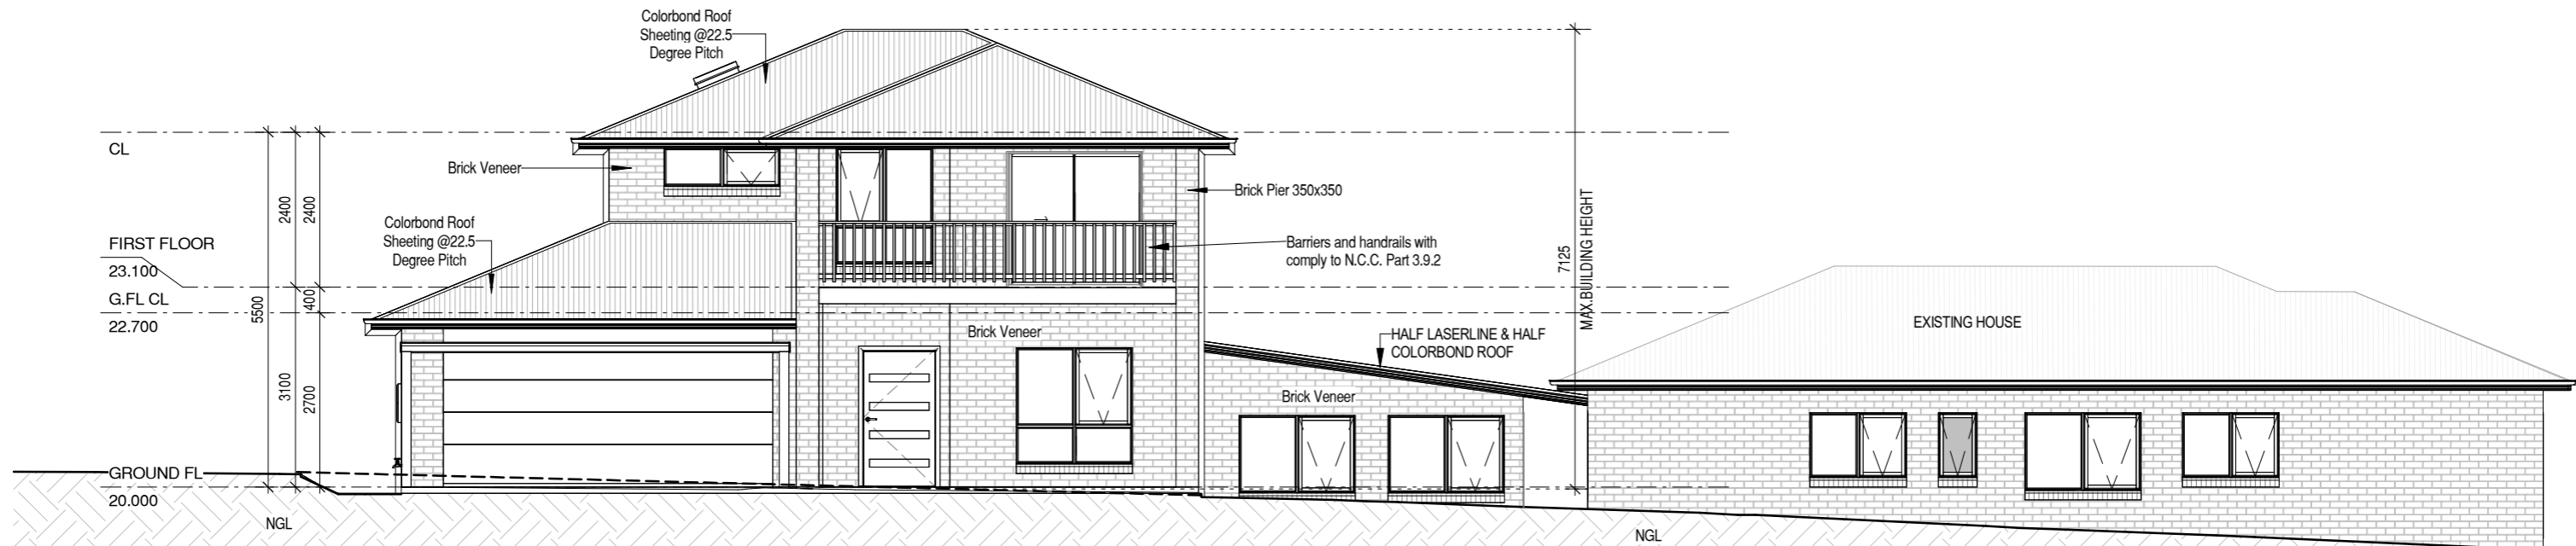 Colorbond Roof
Sheeting @22.5
Degree Pitch
CL
Brick Veneer
2400
2400
Brick Pier 350x350
MAX.BUILDING HEIGHT
7125
Colorbond Roof
Sheeting @22.5
Degree Pitch
FIRST FLOOR
23.100
Barriers and handrails with
comply to N.C.C. Part 3.9.2
G.FL CL
22.700
5500
400
Brick Veneer
EXISTING HOUSE
HALF LASERLINE & HALF
COLORBOND ROOF
3100
2700
Brick Veneer
GROUND FL
20.000
NGL
NGL